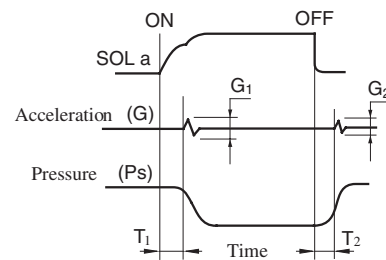 ON OFF
SOL a
G₁ G₂
Acceleration (G)
Pressure (Ps)
T₁ Time T₂